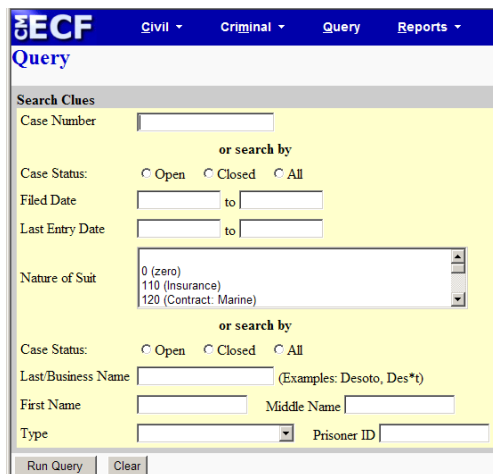 CM ECF Civil Criminal Query Reports
Query
Search Clues
Case Number
or search by
Case Status: Open Closed All
Filed Date to
Last Entry Date to
Nature of Suit
0 (zero)
110 (Insurance)
120 (Contract: Marine)
or search by
Case Status: Open Closed All
Last/Business Name (Examples: Desoto, Des*t)
First Name Middle Name
Type Prisoner ID
Run Query Clear